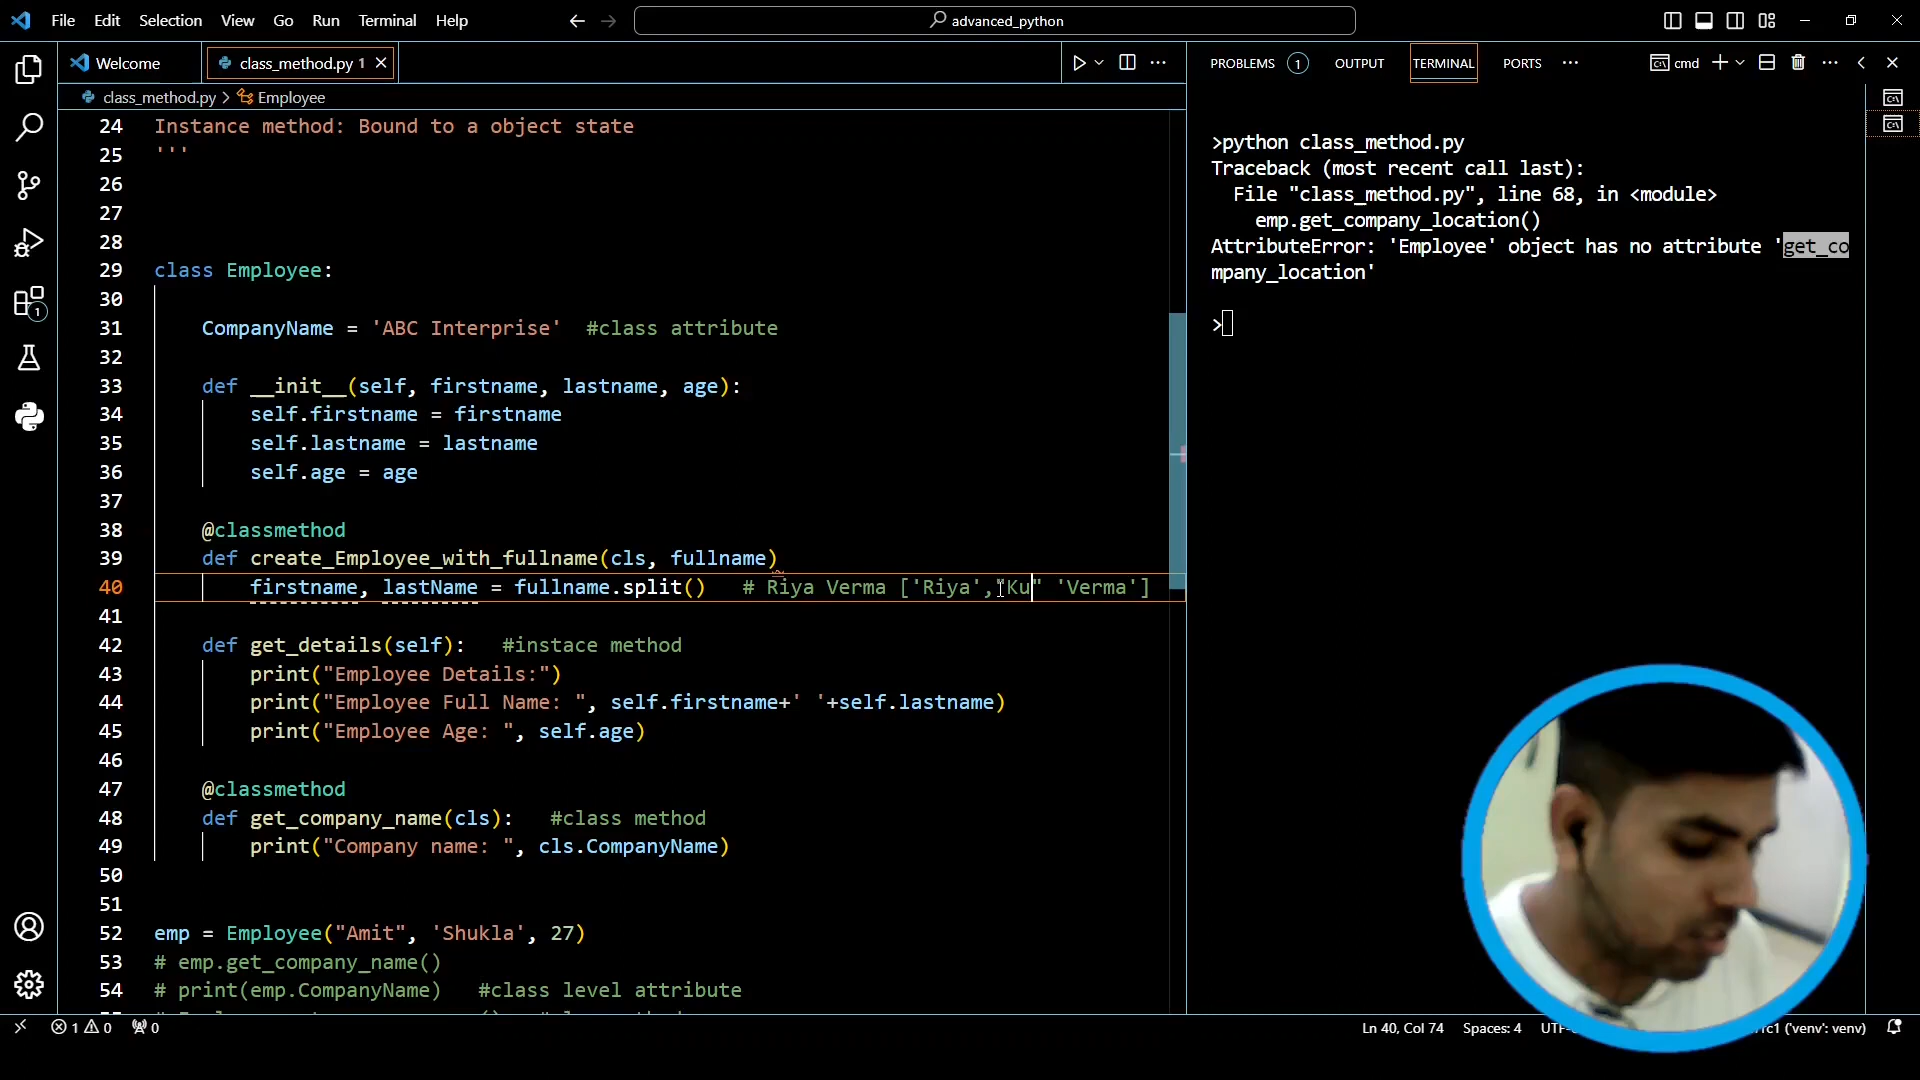 File Edit Selection View Go Run Terminal Help
advanced_python
Welcome
class_method.py 1
class_method.py > Employee
24 Instance method: Bound to a object state
25 '''
26
27
28
29 class Employee:
30
31 CompanyName = 'ABC Interprise' #class attribute
32
33 def __init__(self, firstname, lastname, age):
34 self.firstname = firstname
35 self.lastname = lastname
36 self.age = age
37
38 @classmethod
39 def create_Employee_with_fullname(cls, fullname)
40 firstname, lastName = fullname.split() # Riya Verma ['Riya',"Ku" 'Verma']
41
42 def get_details(self): #instace method
43 print("Employee Details:")
44 print("Employee Full Name: ", self.firstname+' '+self.lastname)
45 print("Employee Age: ", self.age)
46
47 @classmethod
48 def get_company_name(cls): #class method
49 print("Company name: ", cls.CompanyName)
50
51
52 emp = Employee("Amit", 'Shukla', 27)
53 # emp.get_company_name()
54 # print(emp.CompanyName) #class level attribute
PROBLEMS 1 OUTPUT TERMINAL PORTS
cmd
>python class_method.py
Traceback (most recent call last):
File "class_method.py", line 68, in <module>
emp.get_company_location()
AttributeError: 'Employee' object has no attribute 'get_co
mpany_location'
>
1
1 0 0
Ln 40, Col 74 Spaces: 4 ('venv': venv)